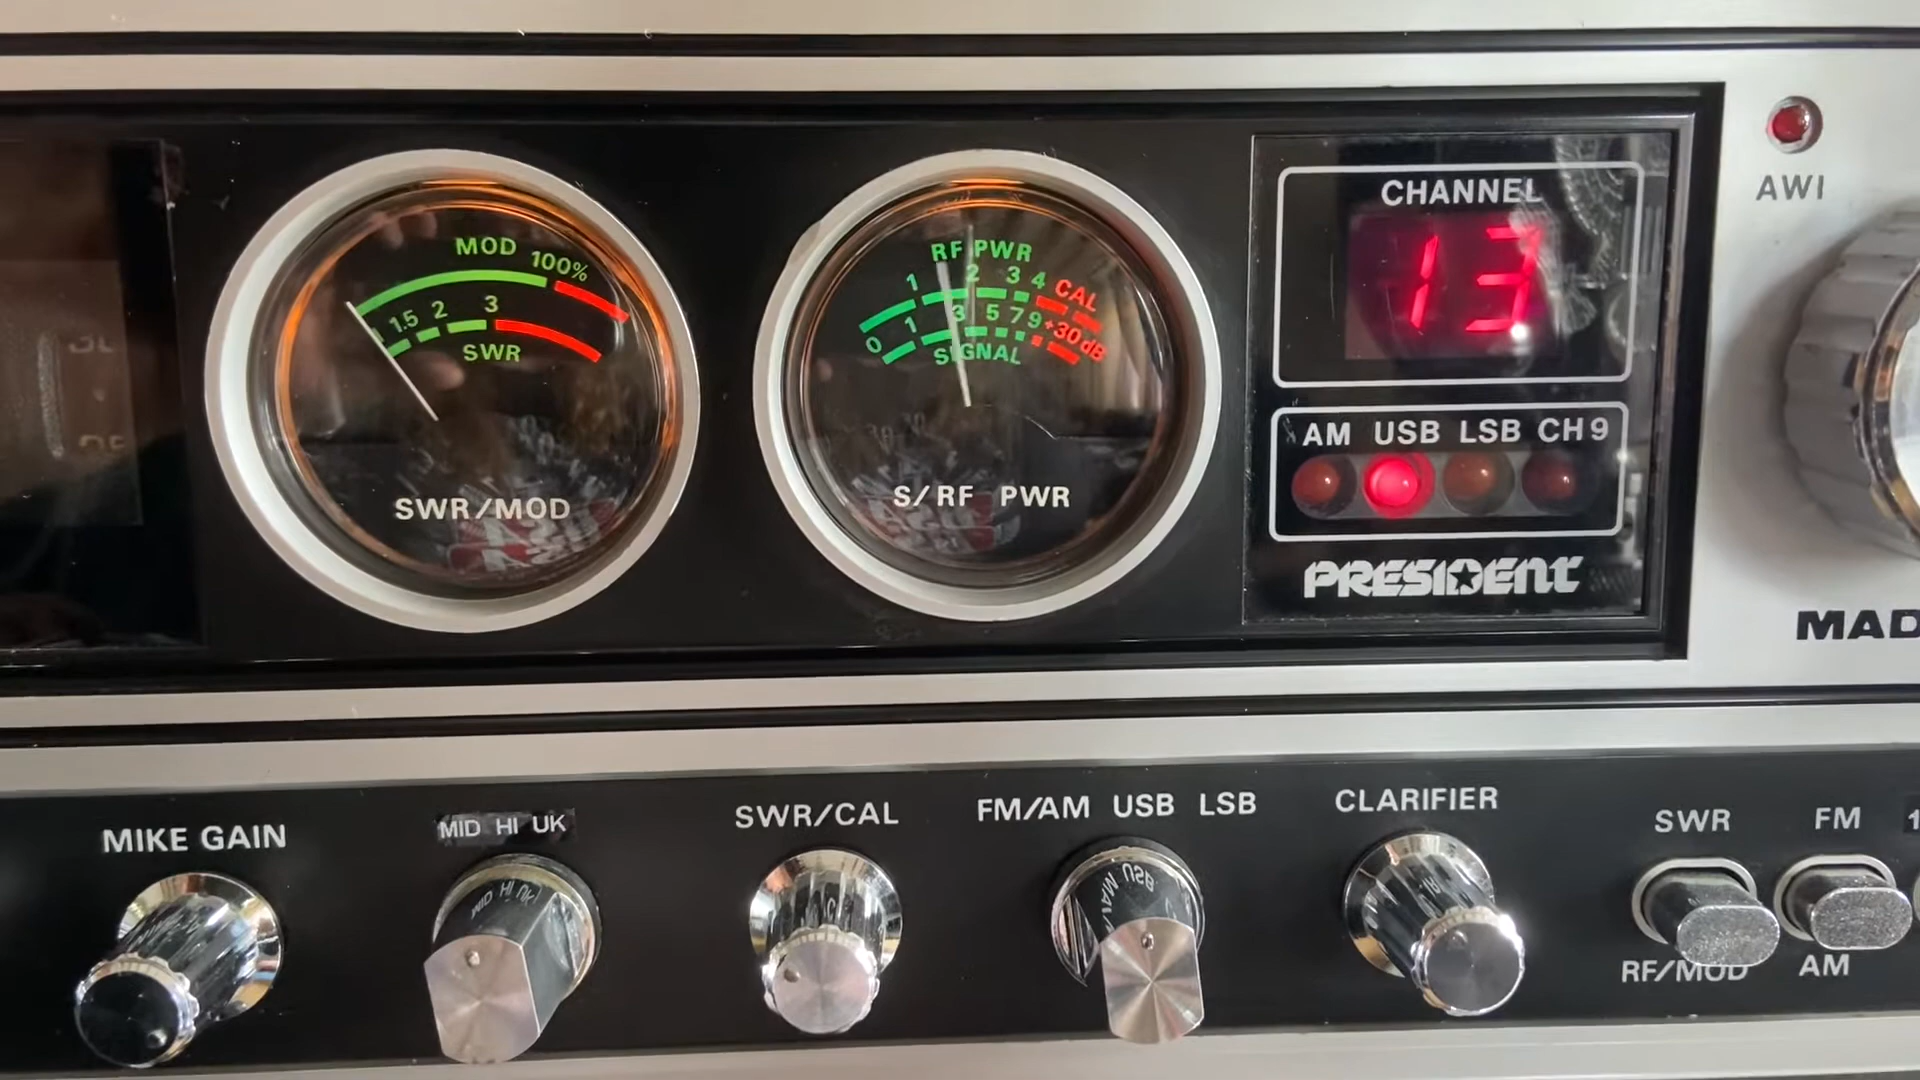 MOD 100%
1.5 2 3
SWR
SWR/MOD
RF PWR
1 2 3 4 CAL
0 1 3 5 7 9 +30dB
SIGNAL
S/RF PWR
CHANNEL
13
AM USB LSB CH9
PRESIDENT
AWI
MAD
MIKE GAIN
MID HI UK
SWR/CAL
FM/AM USB LSB
CLARIFIER
SWR
FM
RF/MOD
AM